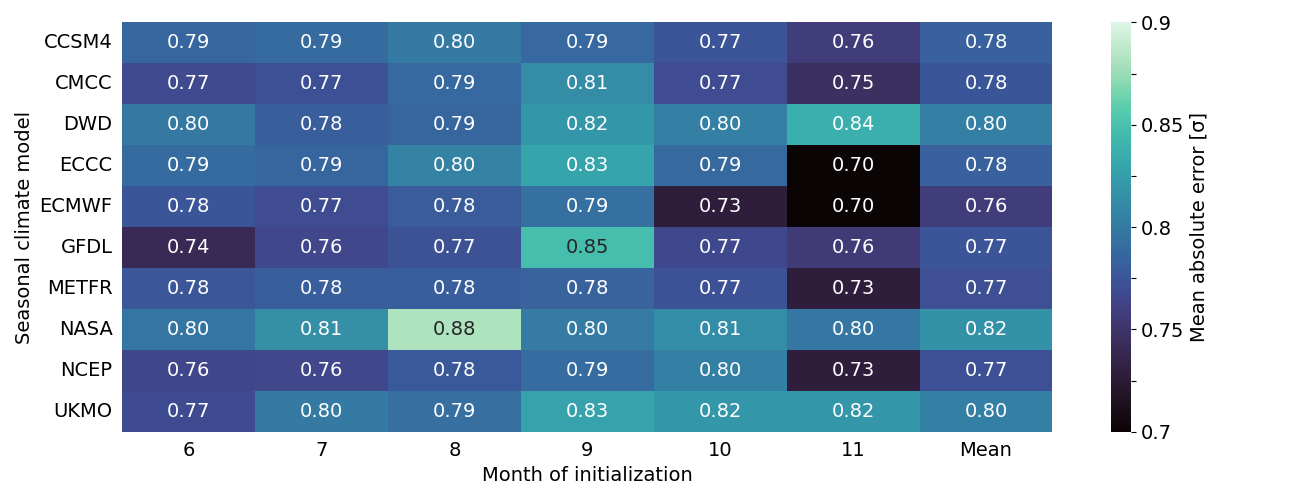 CCSM4 0.79 0.79 0.80 0.79 0.77 0.76 0.78
CMCC 0.77 0.77 0.79 0.81 0.77 0.75 0.78
DWD 0.80 0.78 0.79 0.82 0.80 0.84 0.80
ECCC 0.79 0.79 0.80 0.83 0.79 0.70 0.78
ECMWF 0.78 0.77 0.78 0.79 0.73 0.70 0.76
GFDL 0.74 0.76 0.77 0.85 0.77 0.76 0.77
METFR 0.78 0.78 0.78 0.78 0.77 0.73 0.77
NASA 0.80 0.81 0.88 0.80 0.81 0.80 0.82
NCEP 0.76 0.76 0.78 0.79 0.80 0.73 0.77
UKMO 0.77 0.80 0.79 0.83 0.82 0.82 0.80
6 7 8 9 10 11 Mean
Month of initialization
Seasonal climate model
0.9
0.85
0.8
0.75
0.7
Mean absolute error [σ]